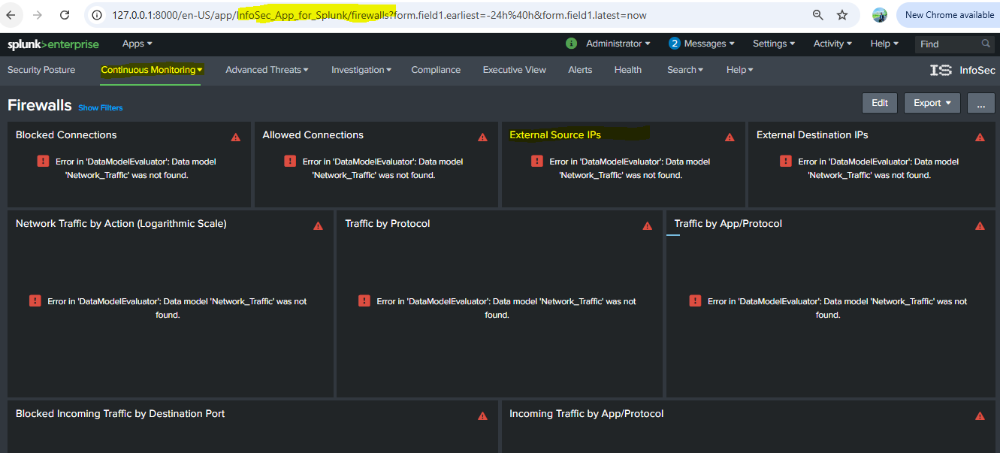 127.0.0.1:8000/en-US/app/InfoSec_App_for_Splunk/firewalls?form.field1.earliest=-24h%40h&form.field1.latest=now
New Chrome available
splunk>enterprise Apps
i Administrator 2 Messages Settings Activity Help Find
Security Posture Continuous Monitoring Advanced Threats Investigation Compliance Executive View Alerts Health Search Help IS InfoSec
Firewalls Show Filters
Edit Export ...
Blocked Connections
Error in 'DataModelEvaluator': Data model
'Network_Traffic' was not found.
Allowed Connections
Error in 'DataModelEvaluator': Data model
'Network_Traffic' was not found.
External Source IPs
Error in 'DataModelEvaluator': Data model
'Network_Traffic' was not found.
External Destination IPs
Error in 'DataModelEvaluator': Data model
'Network_Traffic' was not found.
Network Traffic by Action (Logarithmic Scale)
Error in 'DataModelEvaluator': Data model 'Network_Traffic' was not
found.
Traffic by Protocol
Error in 'DataModelEvaluator': Data model 'Network_Traffic' was not
found.
Traffic by App/Protocol
Error in 'DataModelEvaluator': Data model 'Network_Traffic' was not
found.
Blocked Incoming Traffic by Destination Port
Incoming Traffic by App/Protocol